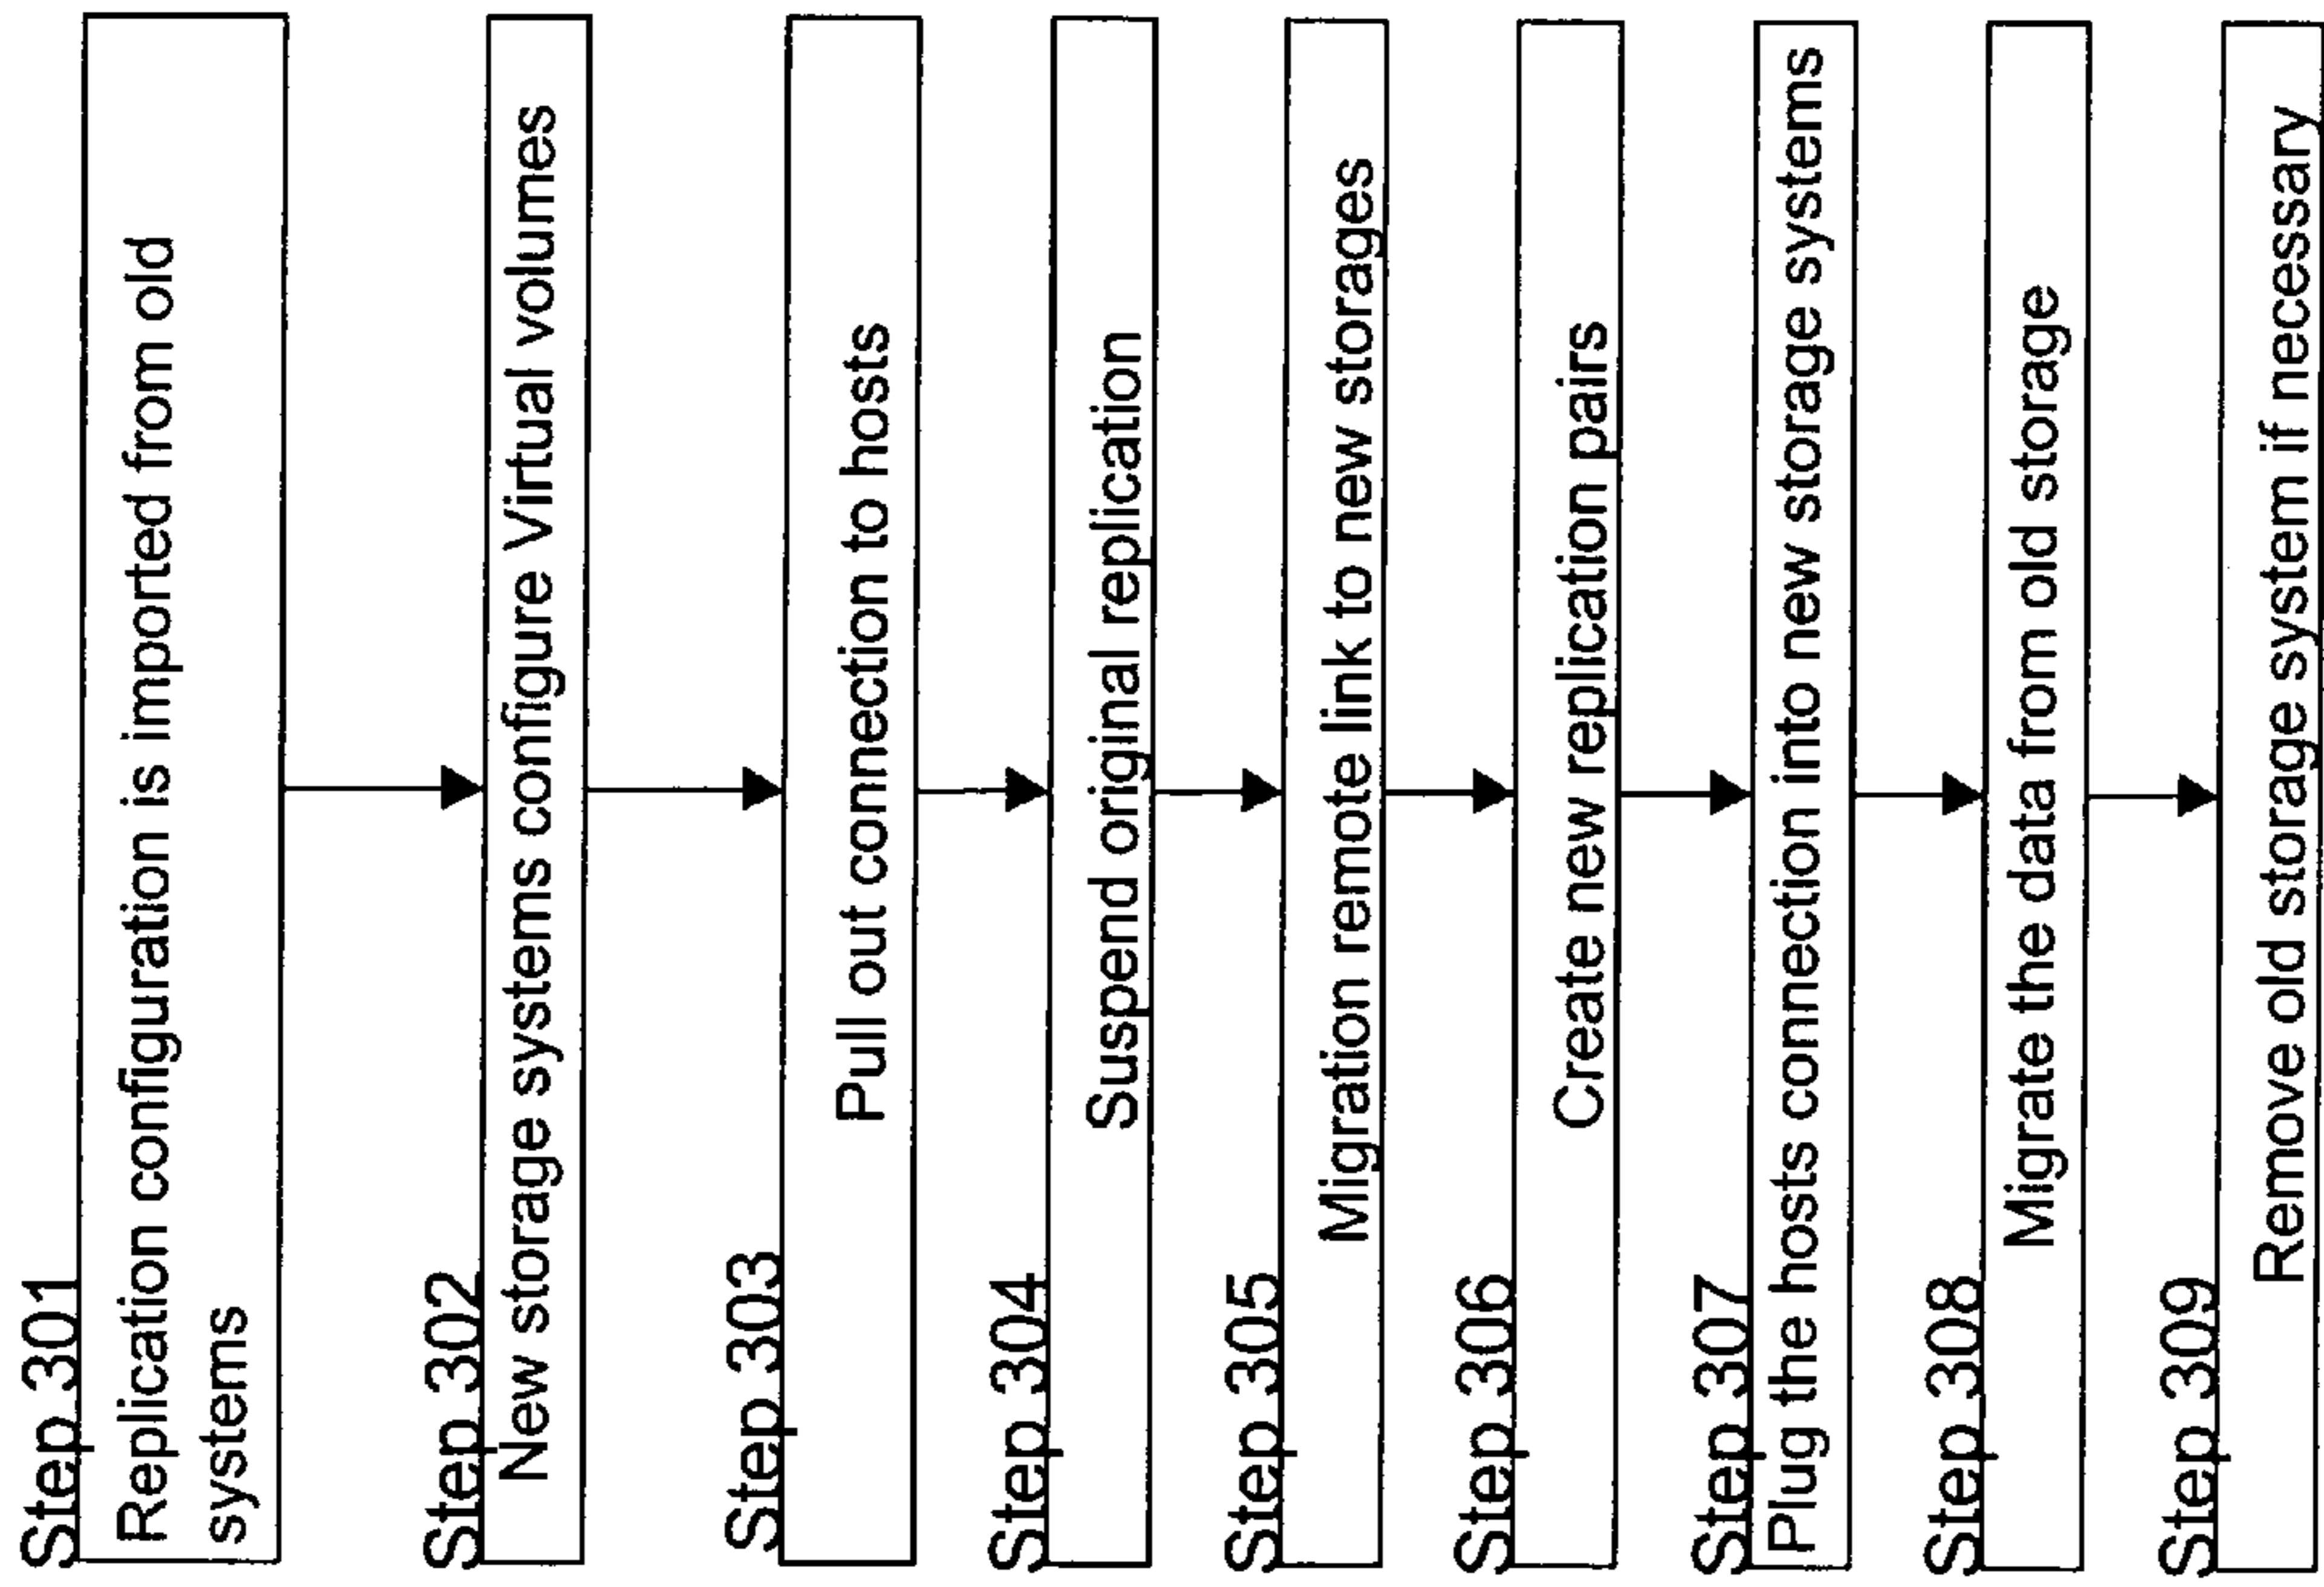 Step 301
Replication configuration is imported from old
systems
Step 302
New storage systems configure Virtual volumes
Step 303
Pull out connection to hosts
Step 304
Suspend original replication
Step 305
Migration remote link to new storages
Step 306
Create new replication pairs
Step 307
Plug the hosts connection into new storage systems
Step 308
Migrate the data from old storage
Step 309
Remove old storage system if necessary